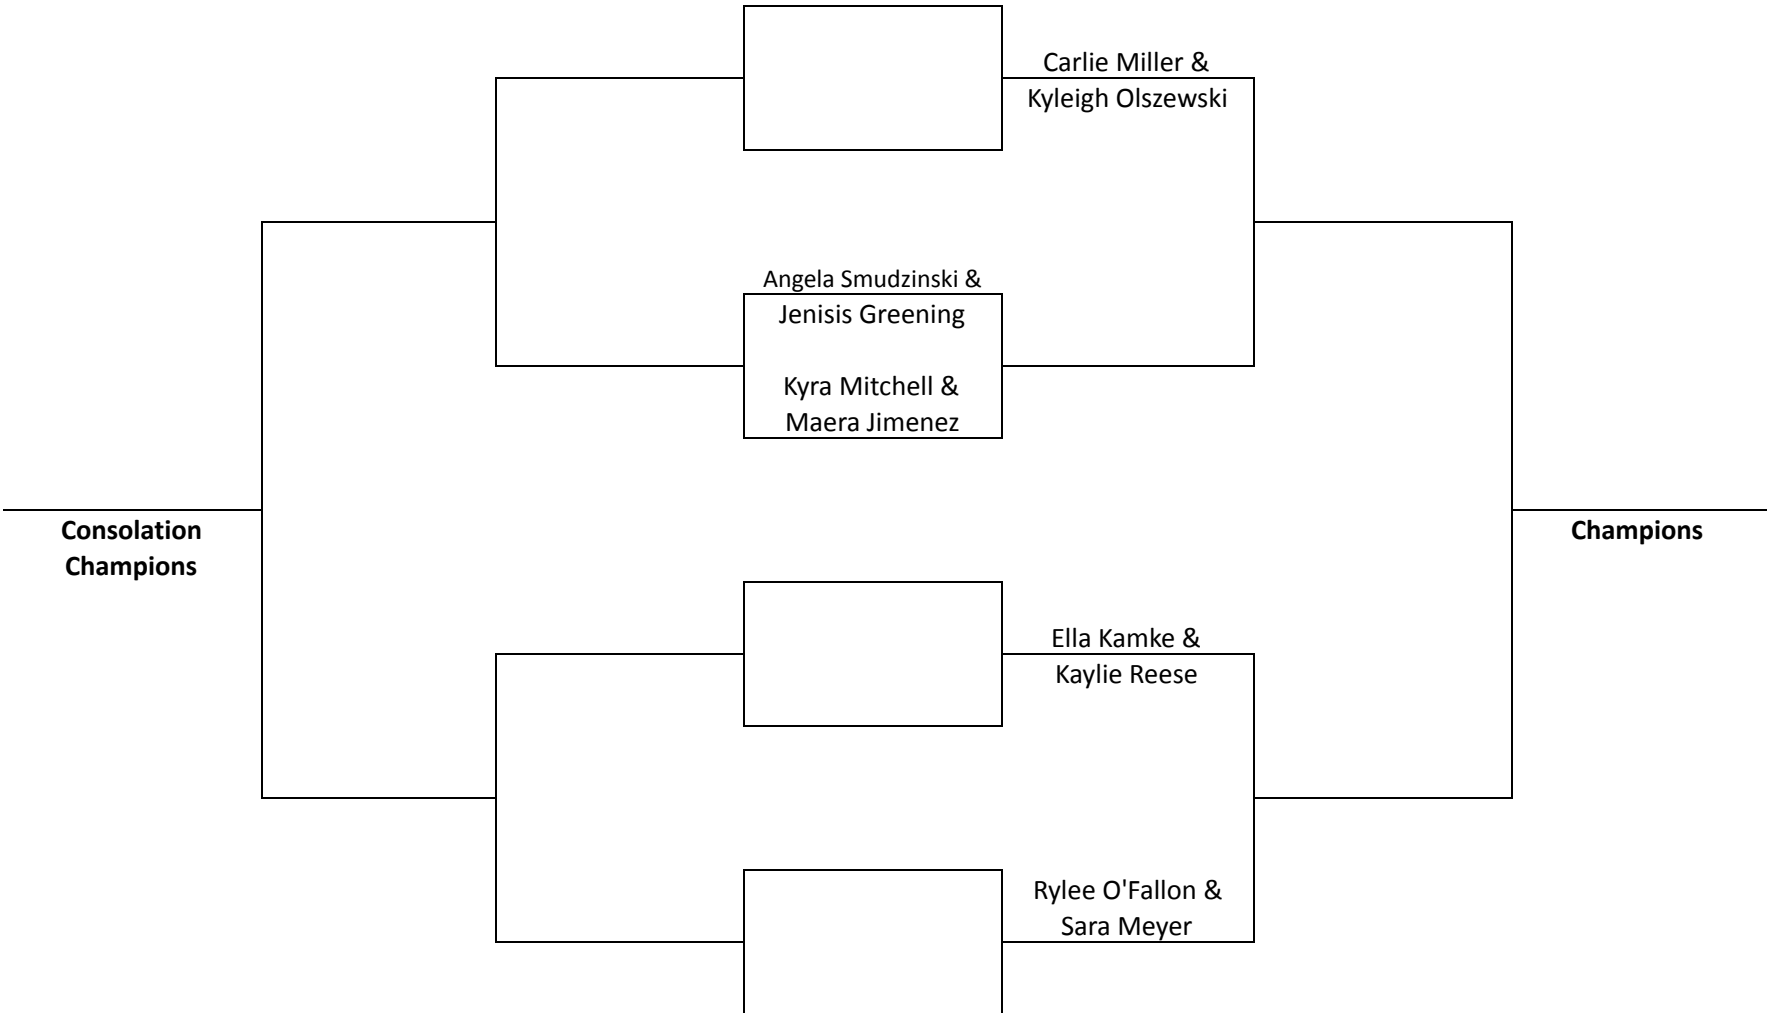 Carlie Miller &
Kyleigh Olszewski
Angela Smudzinski &
Jenisis Greening
Kyra Mitchell &
Maera Jimenez
Consolation
Champions
Champions
Ella Kamke &
Kaylie Reese
Rylee O'Fallon &
Sara Meyer